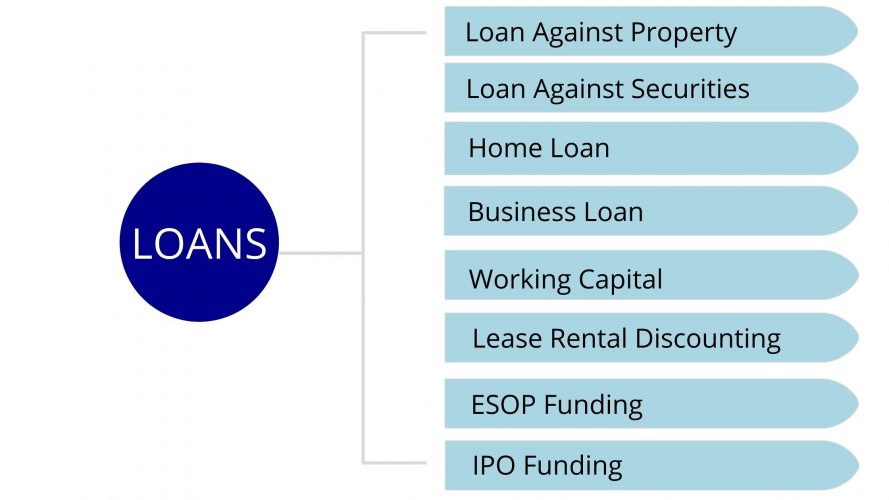 LOANS
Loan Against Property
Loan Against Securities
Home Loan
Business Loan
Working Capital
Lease Rental Discounting
ESOP Funding
IPO Funding